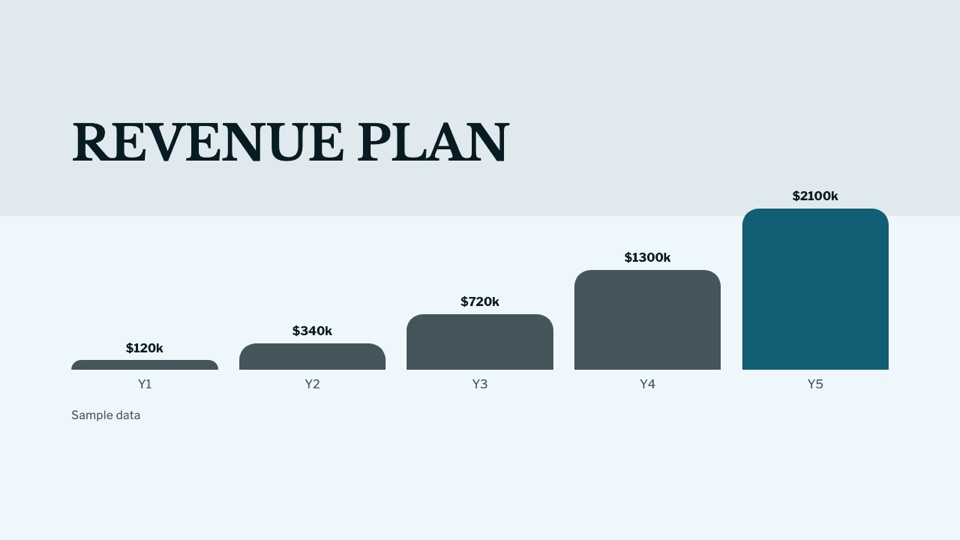 REVENUE PLAN
$2100k
$1300k
$720k
$340k
$120k
Y1 Y2 Y3 Y4 Y5
Sample data